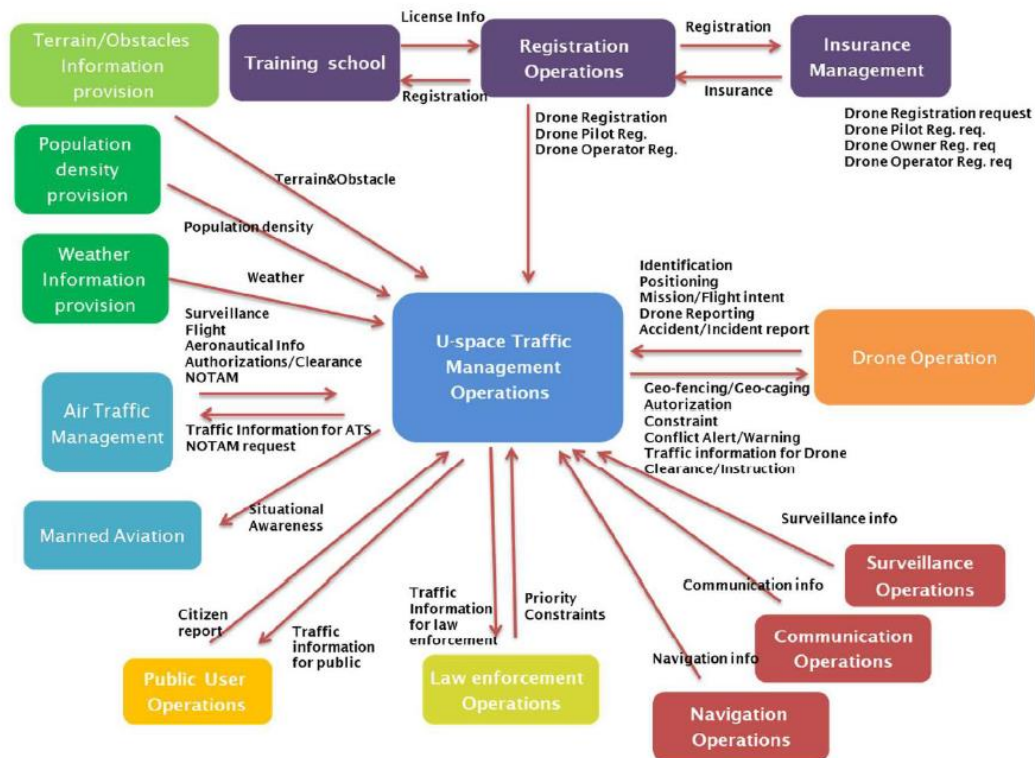 Terrain/Obstacles
Information
provision
Training school
License Info
Registration
Registration
Operations
Registration
Insurance
Insurance
Management
Drone Registration
Drone Pilot Reg.
Drone Operator Reg.
Drone Registration request
Drone Pilot Reg. req.
Drone Owner Reg. req
Drone Operator Reg. req
Population
density
provision
Terrain&Obstacle
Population density
Weather
Information
provision
Weather
Surveillance
Flight
Aeronautical Info
Authorizations/Clearance
NOTAM
U-space Traffic
Management
Operations
Identification
Positioning
Mission/Flight intent
Drone Reporting
Accident/Incident report
Drone Operation
Geo-fencing/Geo-caging
Autorization
Constraint
Conflict Alert/Warning
Traffic information for Drone
Clearance/Instruction
Air Traffic
Management
Traffic Information for ATS
NOTAM request
Manned Aviation
Situational
Awareness
Surveillance info
Surveillance
Operations
Communication info
Communication
Operations
Navigation info
Navigation
Operations
Citizen
report
Traffic
information
for public
Public User
Operations
Traffic
Information
for law
enforcement
Priority
Constraints
Law enforcement
Operations